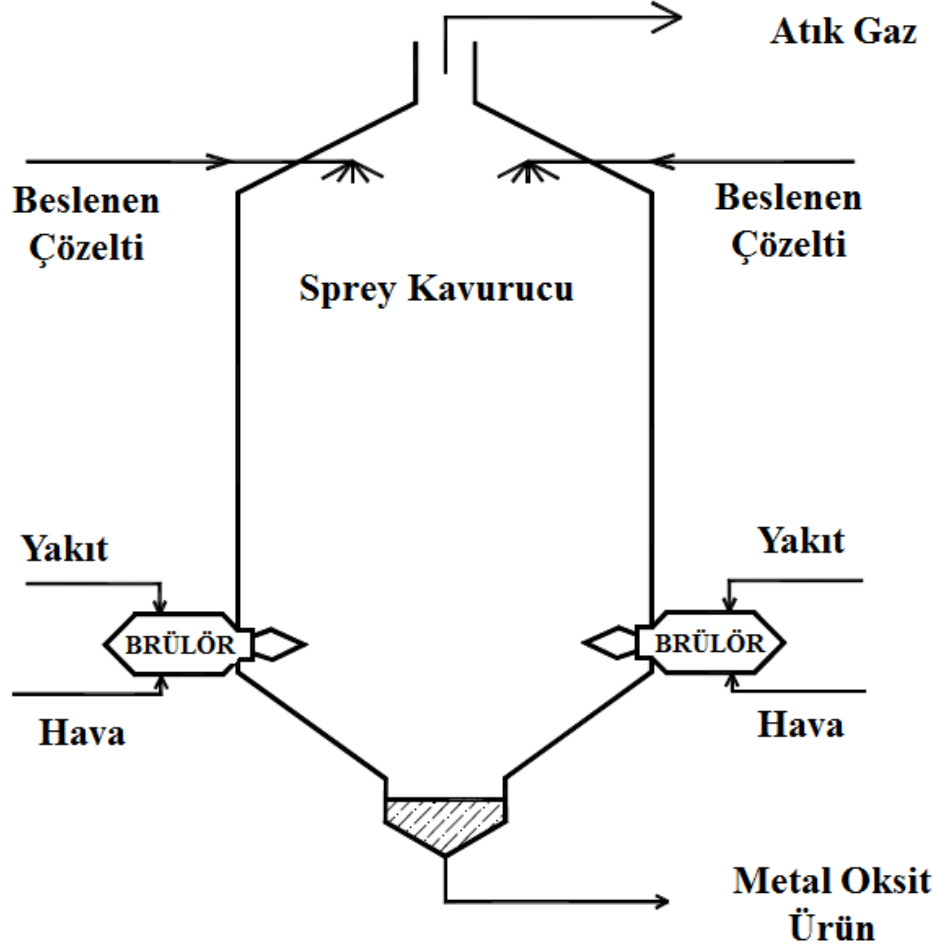 Atık Gaz
Beslenen
Çözelti
Beslenen
Çözelti
Sprey Kavurucu
Yakıt
Yakıt
BRÜLÖR
BRÜLÖR
Hava
Hava
Metal Oksit
Ürün